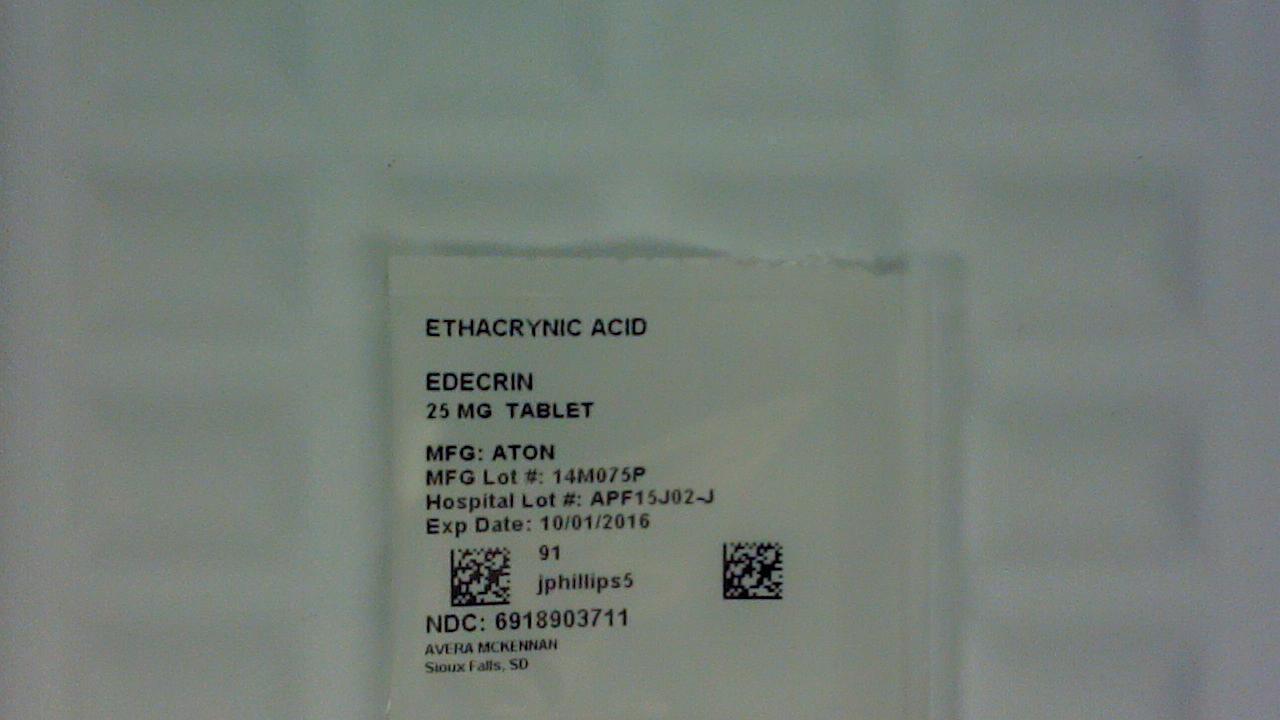 ETHACRYNIC ACID
EDECRIN
25 MG TABLET
MFG: ATON
MFG Lot #: 14M075P
Hospital Lot #: APF15J02-J
Exp Date: 10/01/2016
91
jphillips5
NDC: 6918903711
AVERA MCKENNAN
Sioux Falls, SD